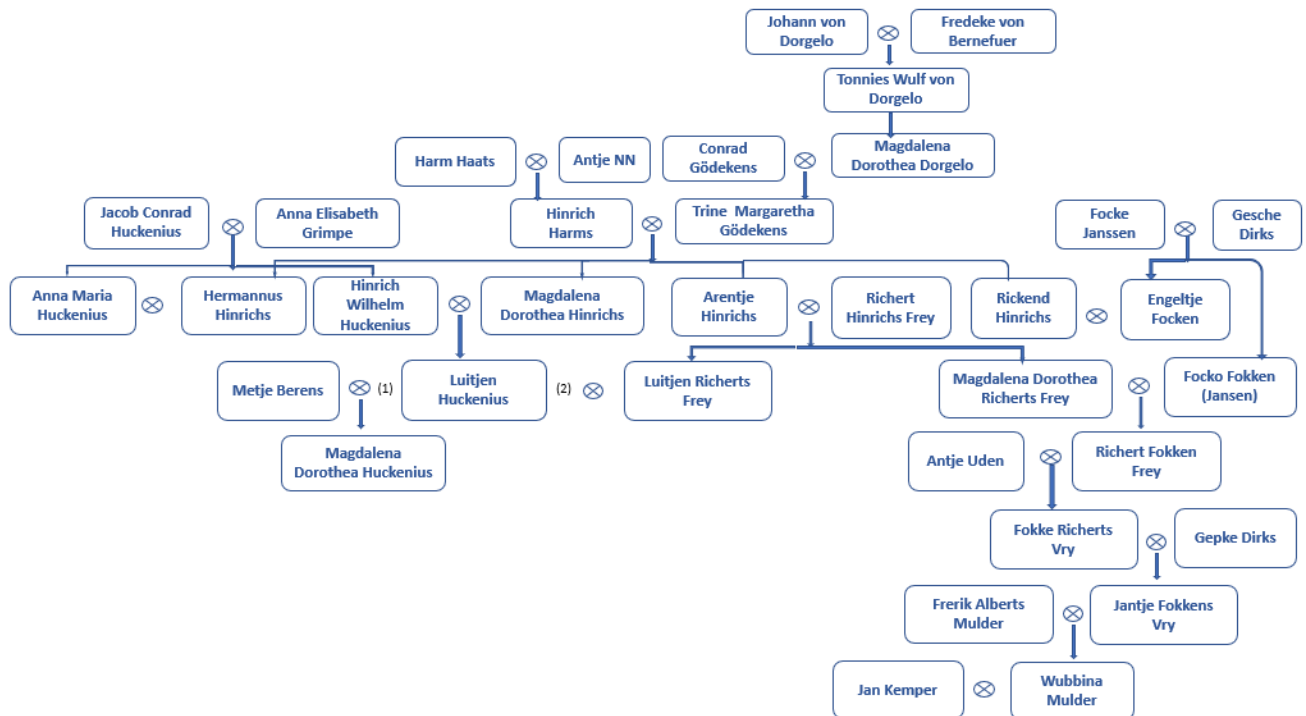 Johann von
Dorgelo
Fredeke von
Bernefuer
Tonnies Wulf von
Dorgelo
Harm Haats
Antje NN
Conrad
Gödekens
Magdalena
Dorothea Dorgelo
Jacob Conrad
Huckenius
Anna Elisabeth
Grimpe
Hinrich
Harms
Trine Margaretha
Gödekens
Focke
Janssen
Gesche
Dirks
Anna Maria
Huckenius
Hermannus
Hinrichs
Hinrich
Wilhelm
Huckenius
Magdalena
Dorothea Hinrichs
Arentje
Hinrichs
Richert
Hinrichs Frey
Rickend
Hinrichs
Engeltje
Focken
Metje Berens
(1)
Luitjen
Huckenius
(2)
Luitjen Richerts
Frey
Magdalena Dorothea
Richerts Frey
Focko Fokken
(Jansen)
Magdalena
Dorothea Huckenius
Antje Uden
Richert Fokken
Frey
Fokke Richerts
Vry
Gepke Dirks
Frerik Alberts
Mulder
Jantje Fokkens
Vry
Jan Kemper
Wubbina
Mulder